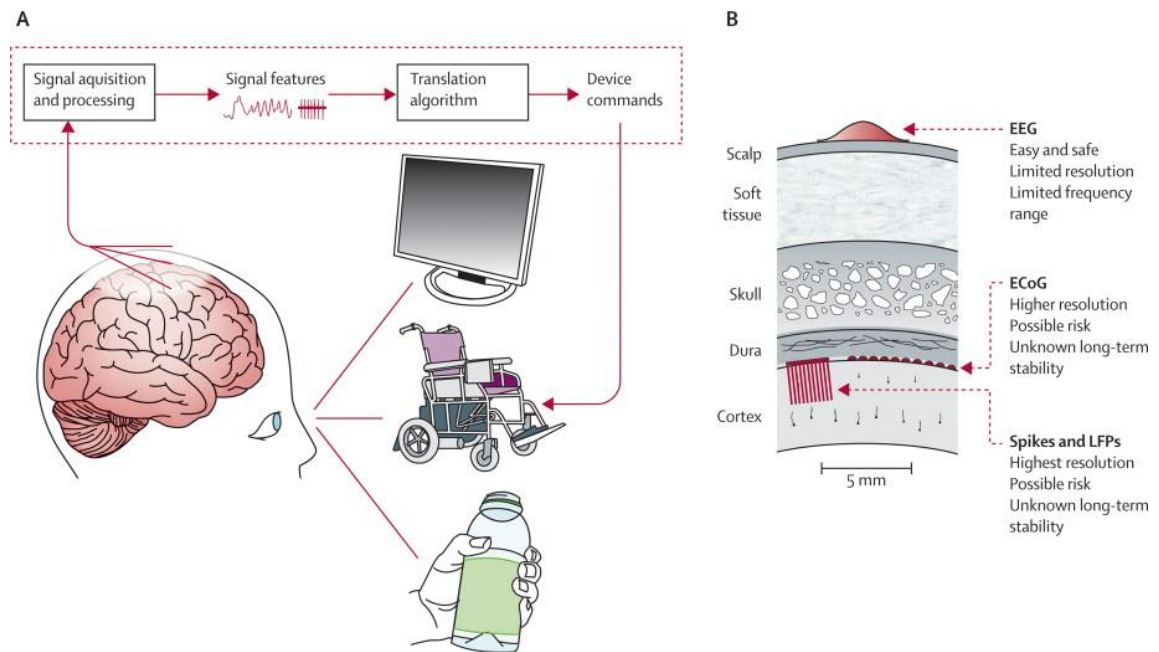 A
Signal aquisition
and processing
Signal features
Translation
algorithm
Device
commands
B
Scalp
Soft
tissue
Skull
Dura
Cortex
5 mm
EEG
Easy and safe
Limited resolution
Limited frequency
range
ECoG
Higher resolution
Possible risk
Unknown long-term
stability
Spikes and LFPs
Highest resolution
Possible risk
Unknown long-term
stability